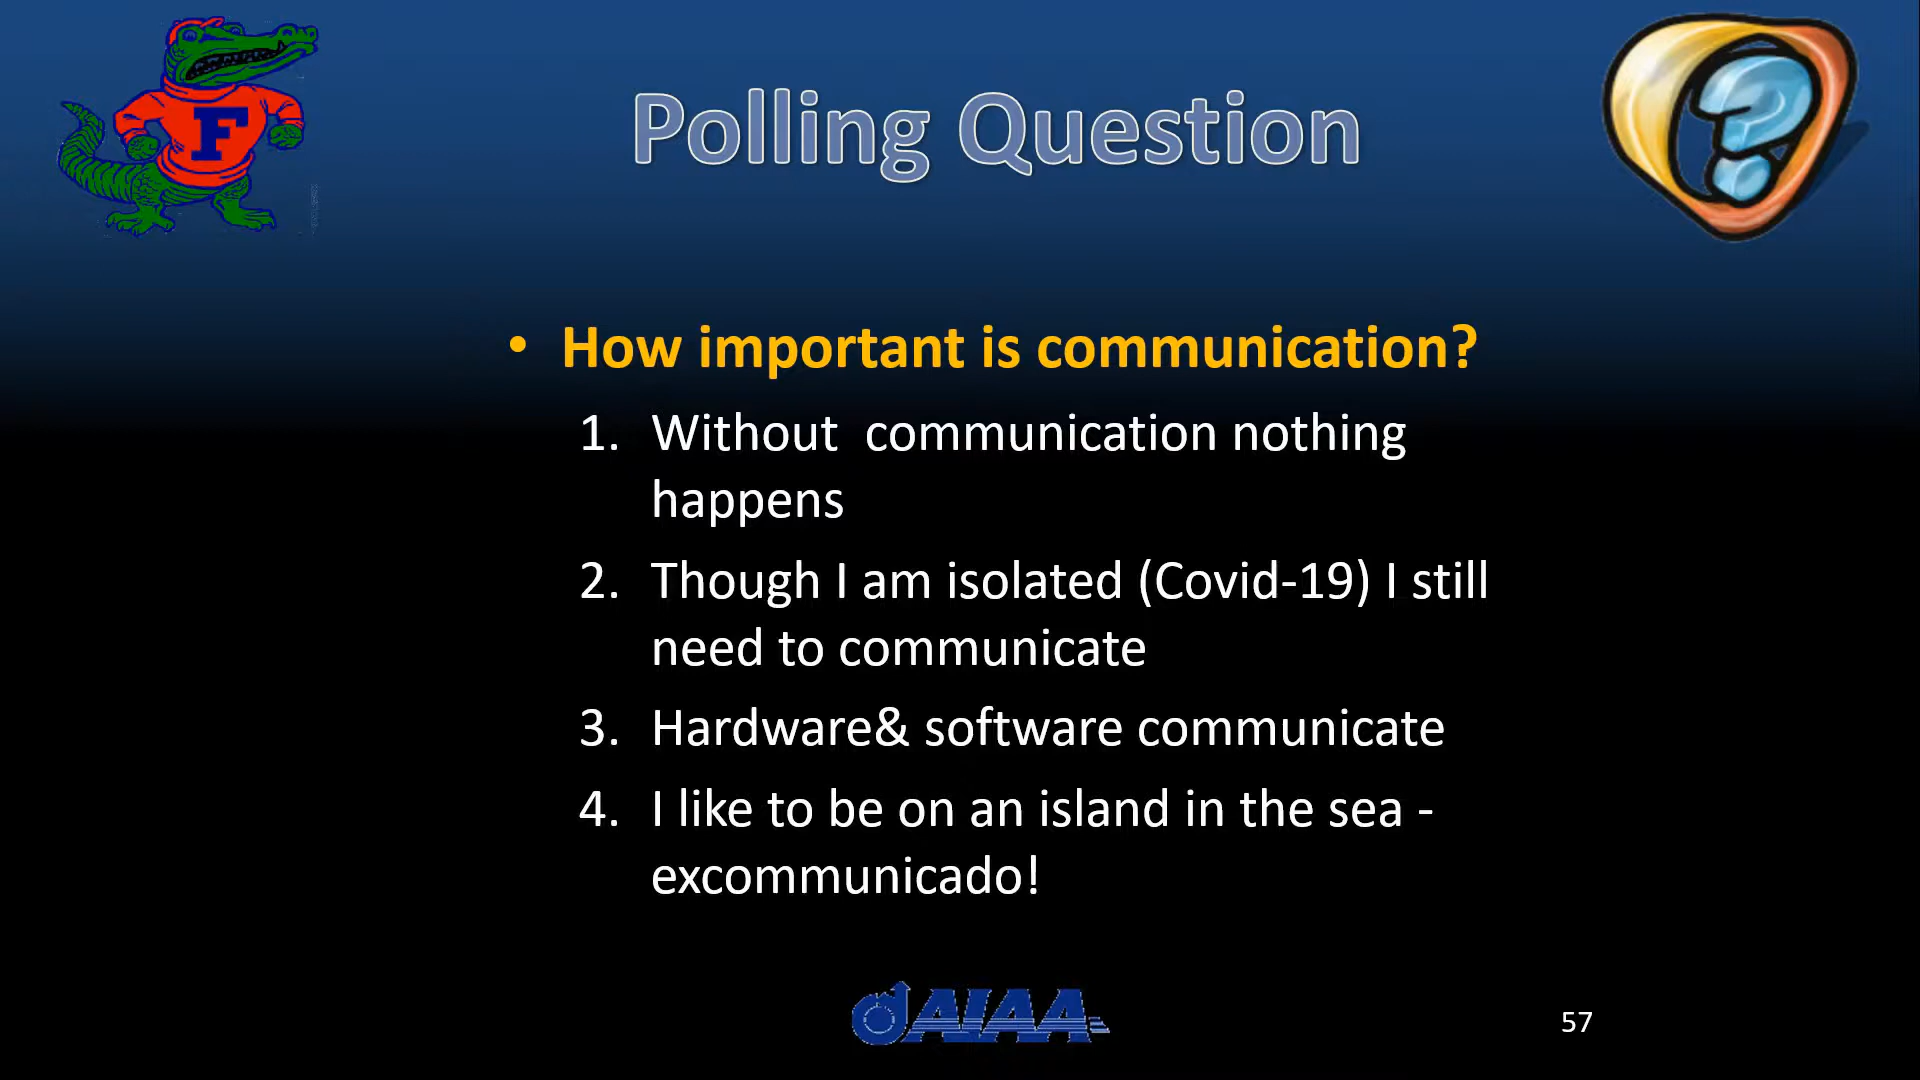 F
Polling Question
?
• How important is communication?
1. Without  communication nothing
happens
2. Though I am isolated (Covid-19) I still
need to communicate
3. Hardware& software communicate
4. I like to be on an island in the sea -
excommunicado!
AIAA
57